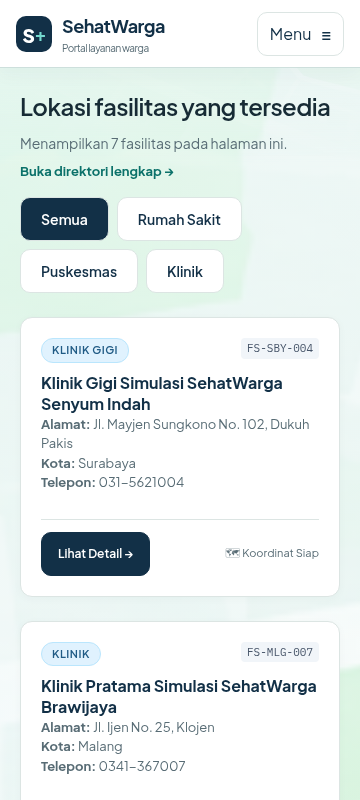 S+ SehatWarga
Portal layanan warga
Menu ≡
Lokasi fasilitas yang tersedia
Menampilkan 7 fasilitas pada halaman ini.
Buka direktori lengkap →
Semua
Rumah Sakit
Puskesmas
Klinik
KLINIK GIGI
FS-SBY-004
Klinik Gigi Simulasi SehatWarga
Senyum Indah
Alamat: Jl. Mayjen Sungkono No. 102, Dukuh
Pakis
Kota: Surabaya
Telepon: 031-5621004
Lihat Detail →
🗺️ Koordinat Siap
KLINIK
FS-MLG-007
Klinik Pratama Simulasi SehatWarga
Brawijaya
Alamat: Jl. Ijen No. 25, Klojen
Kota: Malang
Telepon: 0341-367007